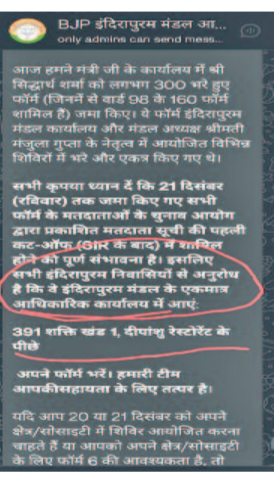 BJP इंदिरापुरम मंडल आ...
only admins can send mess...
आज हमने मंत्री जी के कार्यालय में श्री
सिद्धार्थ शर्मा को लगभग 300 भरे हुए
फॉर्म (जिनमें से वार्ड 98 के 160 फॉर्म
शामिल हैं) जमा किए। ये फॉर्म इंदिरापुरम
मंडल कार्यालय और मंडल अध्यक्ष श्रीमती
मंजुला गुप्ता के नेतृत्व में आयोजित विभिन्न
शिविरों में भरे और एकत्र किए गए थे।
सभी कृपया ध्यान दें कि 21 दिसंबर
(रविवार) तक जमा किए गए सभी
फॉर्म के मतदाताओं के चुनाव आयोग
द्वारा प्रकाशित मतदाता सूची की पहली
कट-ऑफ (SIR के बाद) में शामिल
होने की पूर्ण संभावना है। इसलिए
सभी इंदिरापुरम निवासियों से अनुरोध
है कि वे इंदिरापुरम मंडल के एकमात्र
आधिकारिक कार्यालय में आएं:
391 शक्ति खंड 1, दीपांशु रेस्टोरेंट के
पीछे
अपने फॉर्म भरें। हमारी टीम
आपकीसहायता के लिए तत्पर है।
यदि आप 20 या 21 दिसंबर को अपने
क्षेत्र/सोसाइटी में शिविर आयोजित करना
चाहते हैं या आपको अपने क्षेत्र/सोसाइटी
के लिए फॉर्म 6 की आवश्यकता है, तो